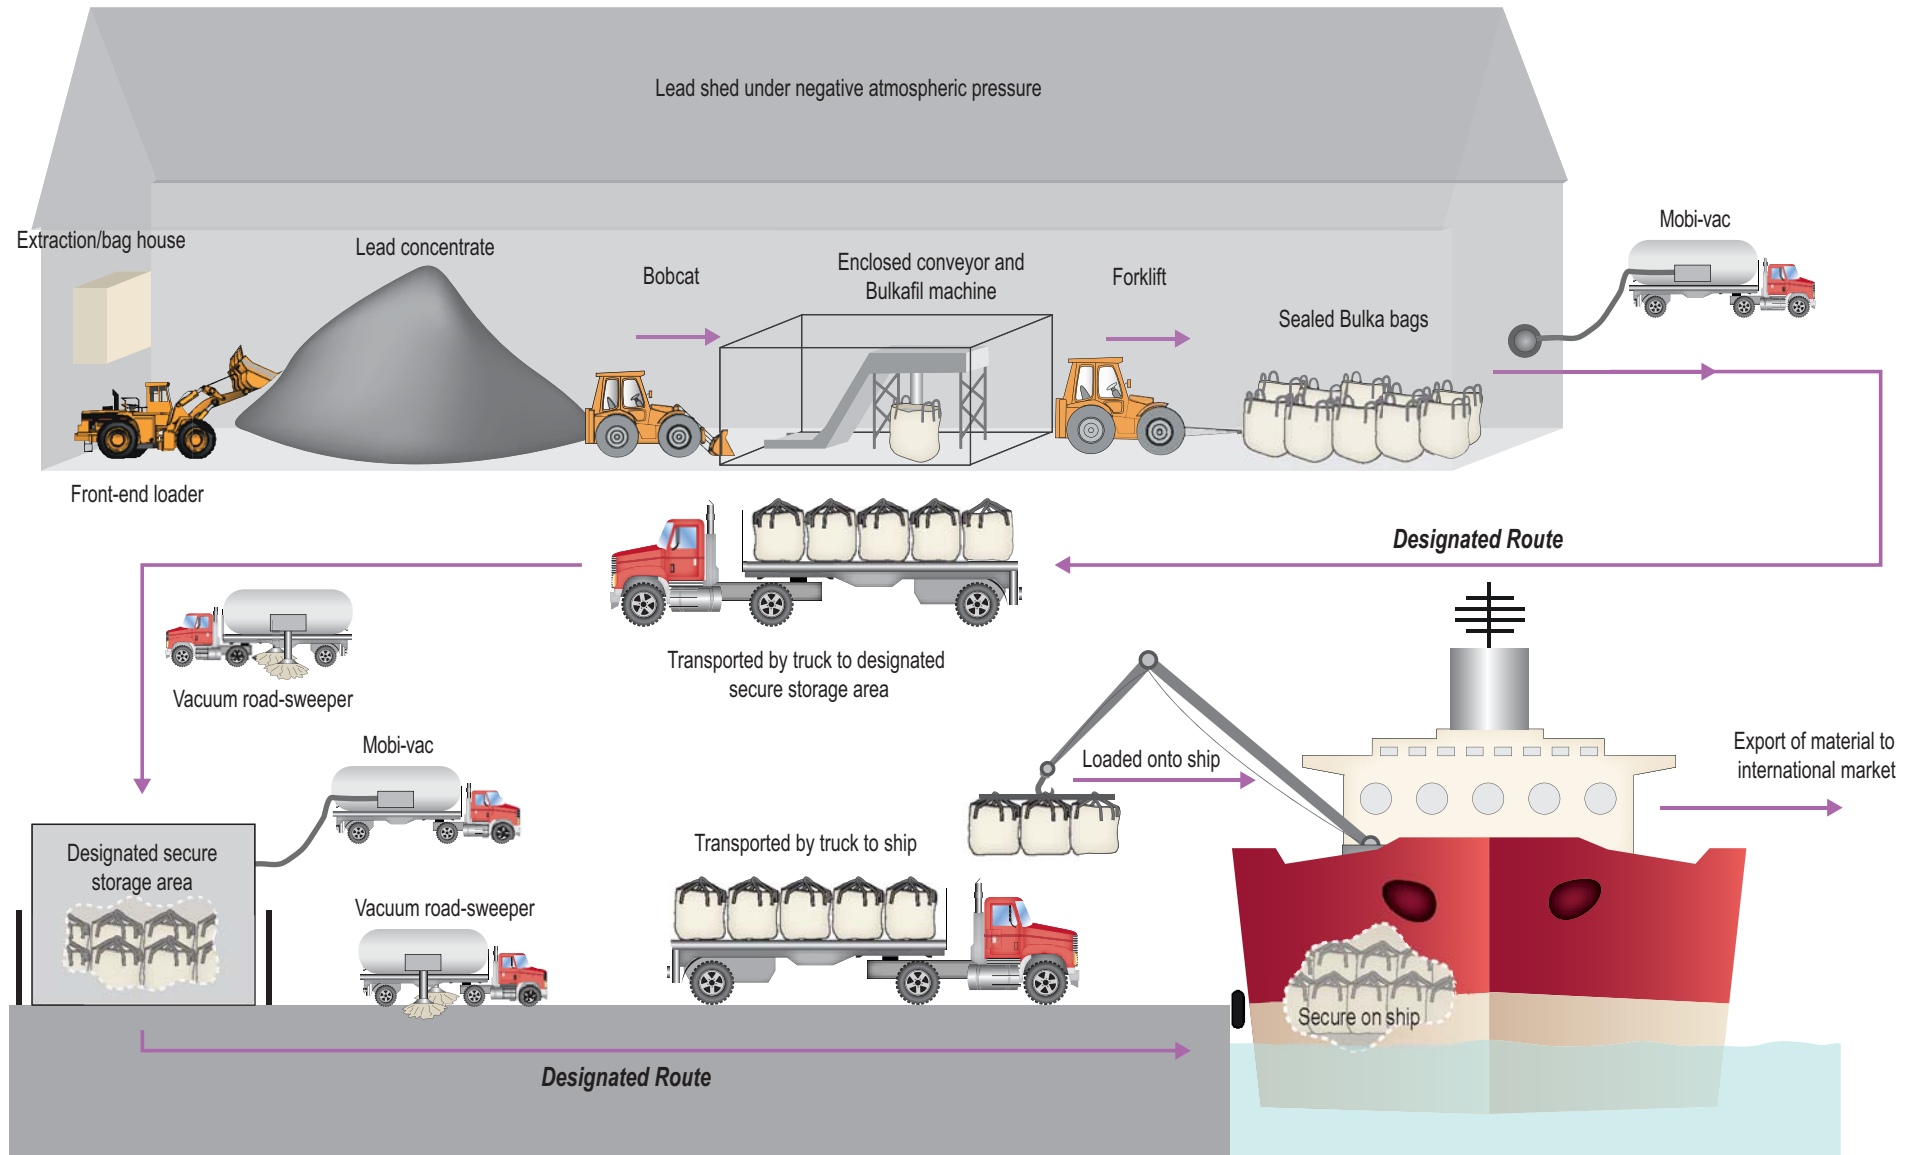 Lead shed under negative atmospheric pressure
Mobi-vac
Extraction/bag house
Lead concentrate
Bobcat
Enclosed conveyor and
Bulkafil machine
Forklift
Sealed Bulka bags
Front-end loader
Designated Route
Transported by truck to designated
secure storage area
Vacuum road-sweeper
Mobi-vac
Loaded onto ship
Export of material to
international market
Designated secure
storage area
Transported by truck to ship
Vacuum road-sweeper
Secure on ship
Designated Route